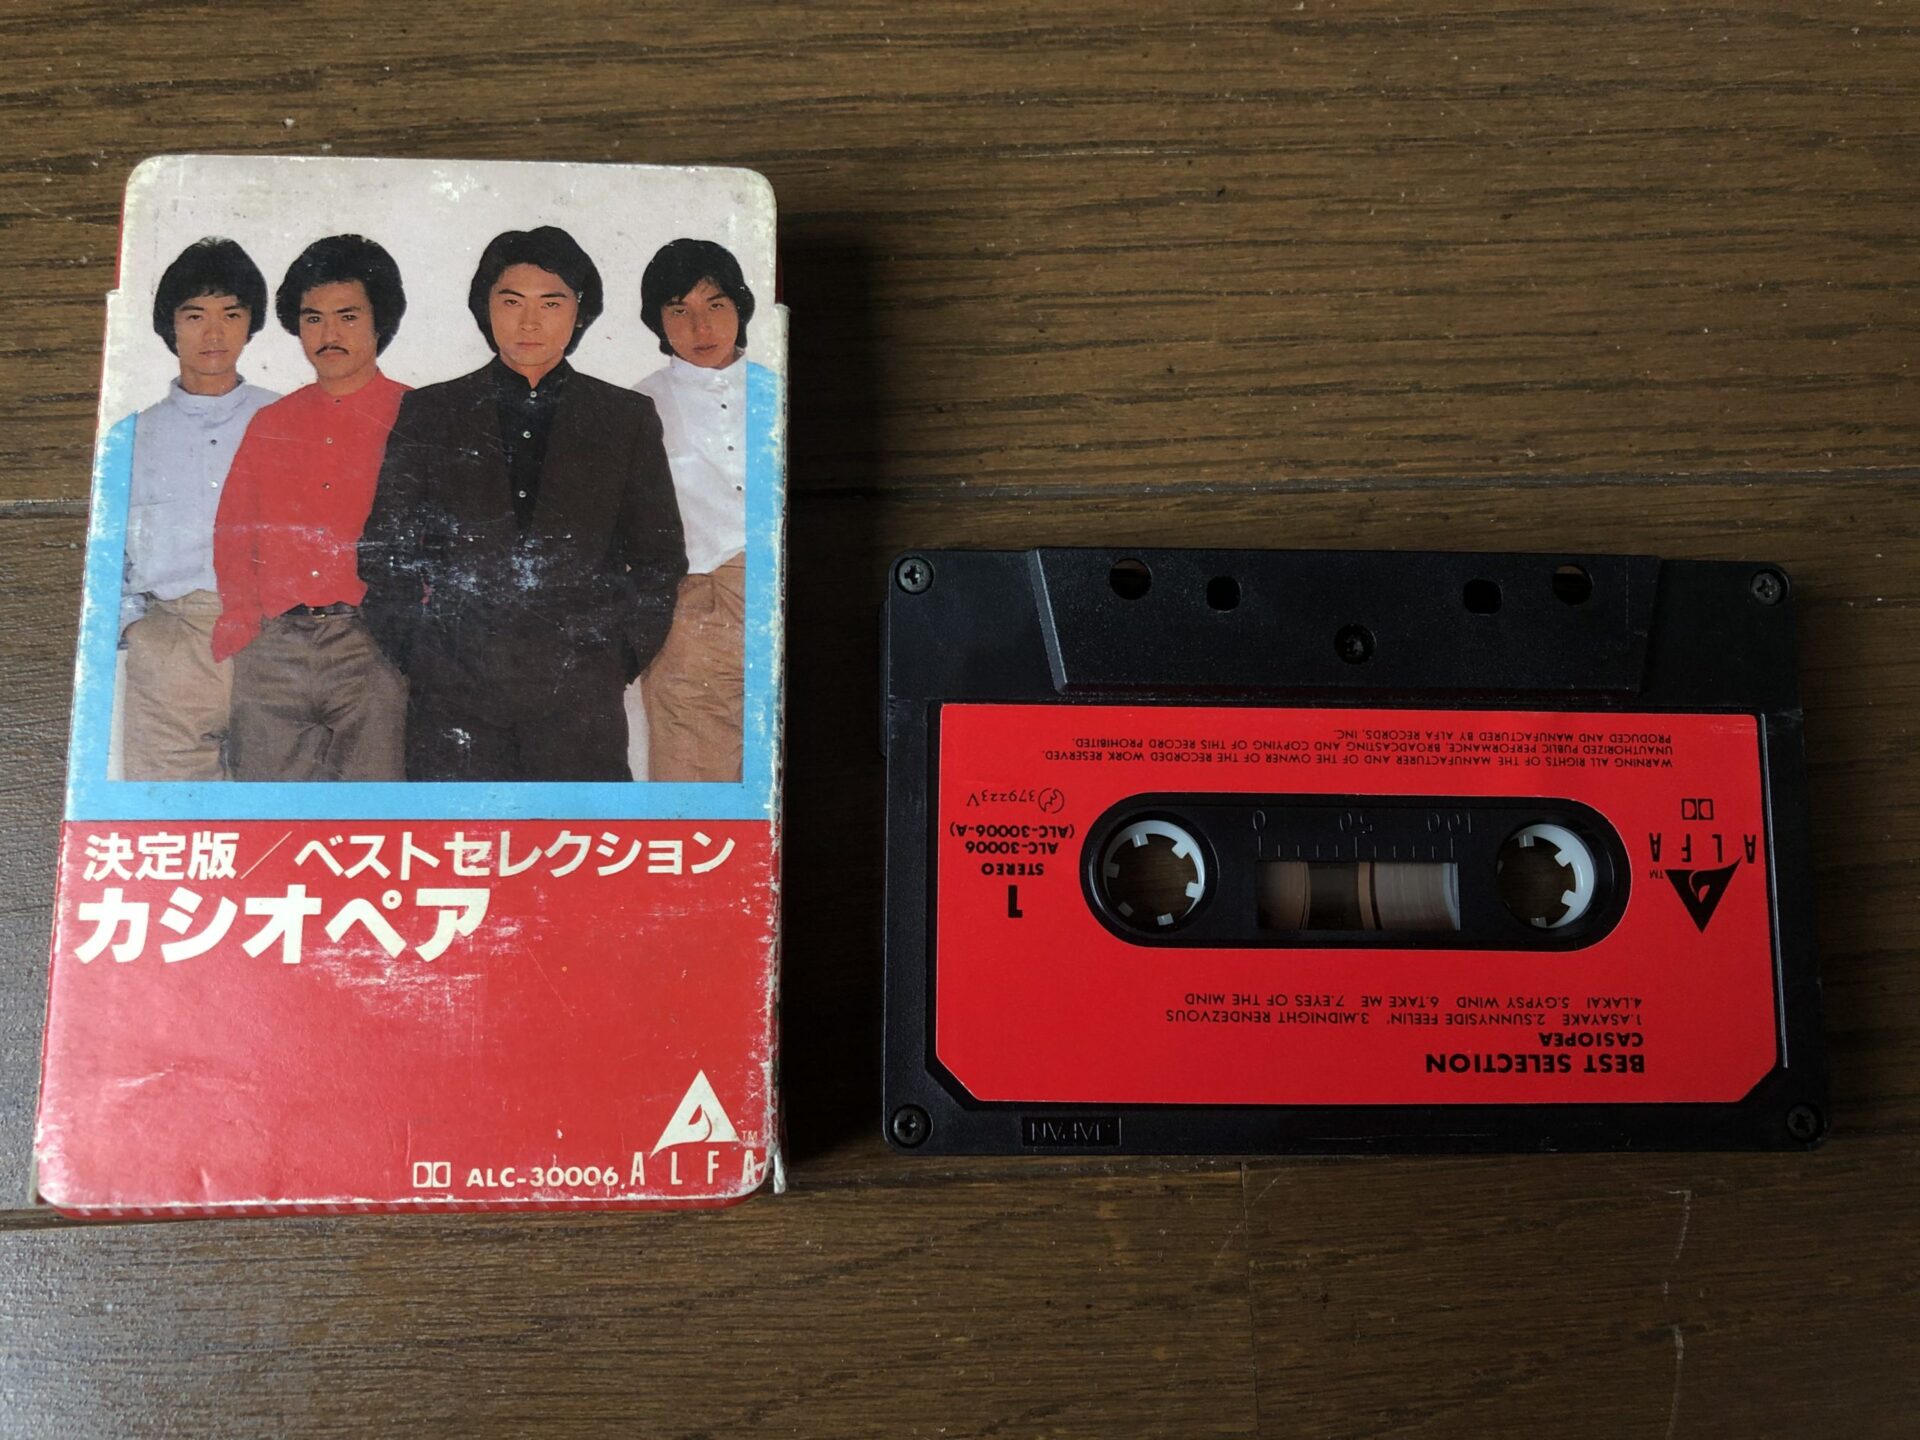 決定版／ベストセレクション
カシオペア
ALC-30006
TM
ALFA
BEST SELECTION
CASIOPEA
1.ASAYAKE 2.SUNNYSIDE FEELIN' 3.MIDNIGHT RENDEZVOUS
4.LAKAI 5.GYPSY WIND 6.TAKE ME 7.EYES OF THE MIND
TM
ALFA
1
STEREO
ALC-30006
(ALC-30006-A)
379223V
100 50 0
WARNING ALL RIGHTS OF THE MANUFACTURER AND OF THE OWNER OF THE RECORDED WORK RESERVED.
UNAUTHORIZED PUBLIC PERFORMANCE, BROADCASTING AND COPYING OF THIS RECORD PROHIBITED.
PRODUCED AND MANUFACTURED BY ALFA RECORDS, INC.
JAPAN